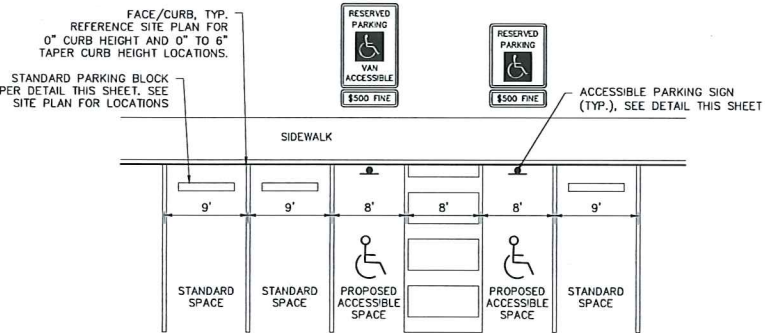 FACE/CURB, TYP.
REFERENCE SITE PLAN FOR
0" CURB HEIGHT AND 0" TO 6"
TAPER CURB HEIGHT LOCATIONS.
STANDARD PARKING BLOCK
PER DETAIL THIS SHEET. SEE
SITE PLAN FOR LOCATIONS
RESERVED
PARKING
VAN
ACCESSIBLE
$500 FINE
RESERVED
PARKING
$500 FINE
ACCESSIBLE PARKING SIGN
(TYP.), SEE DETAIL THIS SHEET
SIDEWALK
9'
9'
8'
8'
8'
9'
STANDARD
SPACE
STANDARD
SPACE
PROPOSED
ACCESSIBLE
SPACE
PROPOSED
ACCESSIBLE
SPACE
STANDARD
SPACE